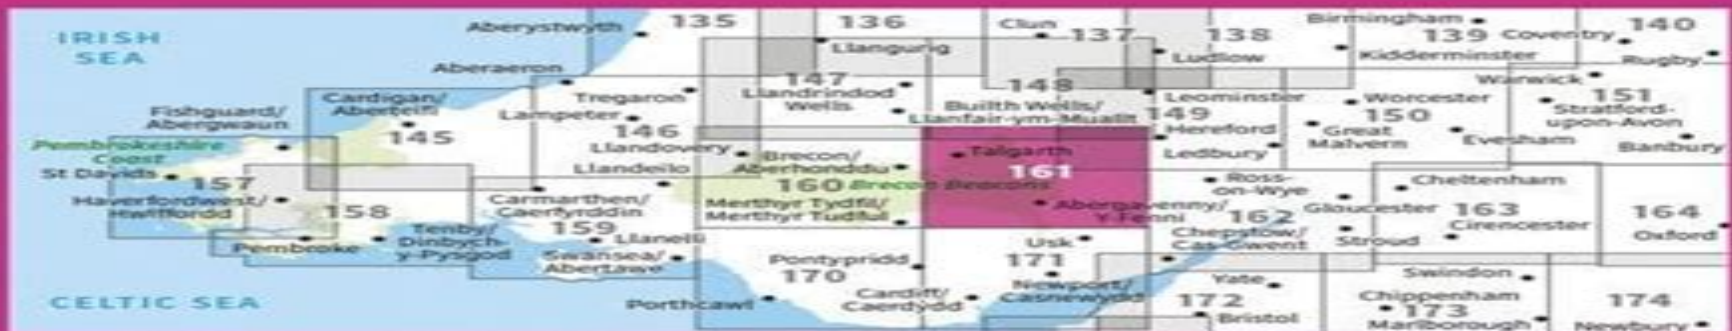 IRISH
SEA
Aberystwyth
135
136
Llangurig
Clun
137
138
Ludlow
Birmingham
139
Kidderminster
Coventry
140
Rugby
Aberaeron
Cardigan/
Aberteifi
145
Fishguard/
Abergwaun
Pembrokeshire
Coast
St Davids
157
Haverfordwest/
Hwlffordd
158
Pembroke
Tenby/
Dinbych-
y-Pysgod
Tregaron
Lampeter
146
Llandovery
Llandeilo
147
Llandrindod
Wells
148
Builth Wells/
Llanfair-ym-Muallt
149
Leominster
Hereford
Ledbury
Worcester
150
Great
Malvern
Evesham
Warwick
151
Stratford-
upon-Avon
Banbury
Carmarthen/
Caerfyrddin
159
Llanelli
Swansea/
Abertawe
Brecon/
Aberhonddu
160
Brecon Beacons
Merthyr Tydfil/
Merthyr Tudful
Talgarth
161
Abergavenny/
Y Fenni
Ross-
on-Wye
162
Gloucester
Chepstow/
Cas-Gwent
Stroud
Cheltenham
163
Cirencester
164
Oxford
Pontypridd
170
Porthcawl
Cardiff/
Caerdydd
Usk
171
Newport/
Casnewydd
Yate
172
Bristol
Swindon
Chippenham
173
Marlborough
174
Newbury
CELTIC SEA